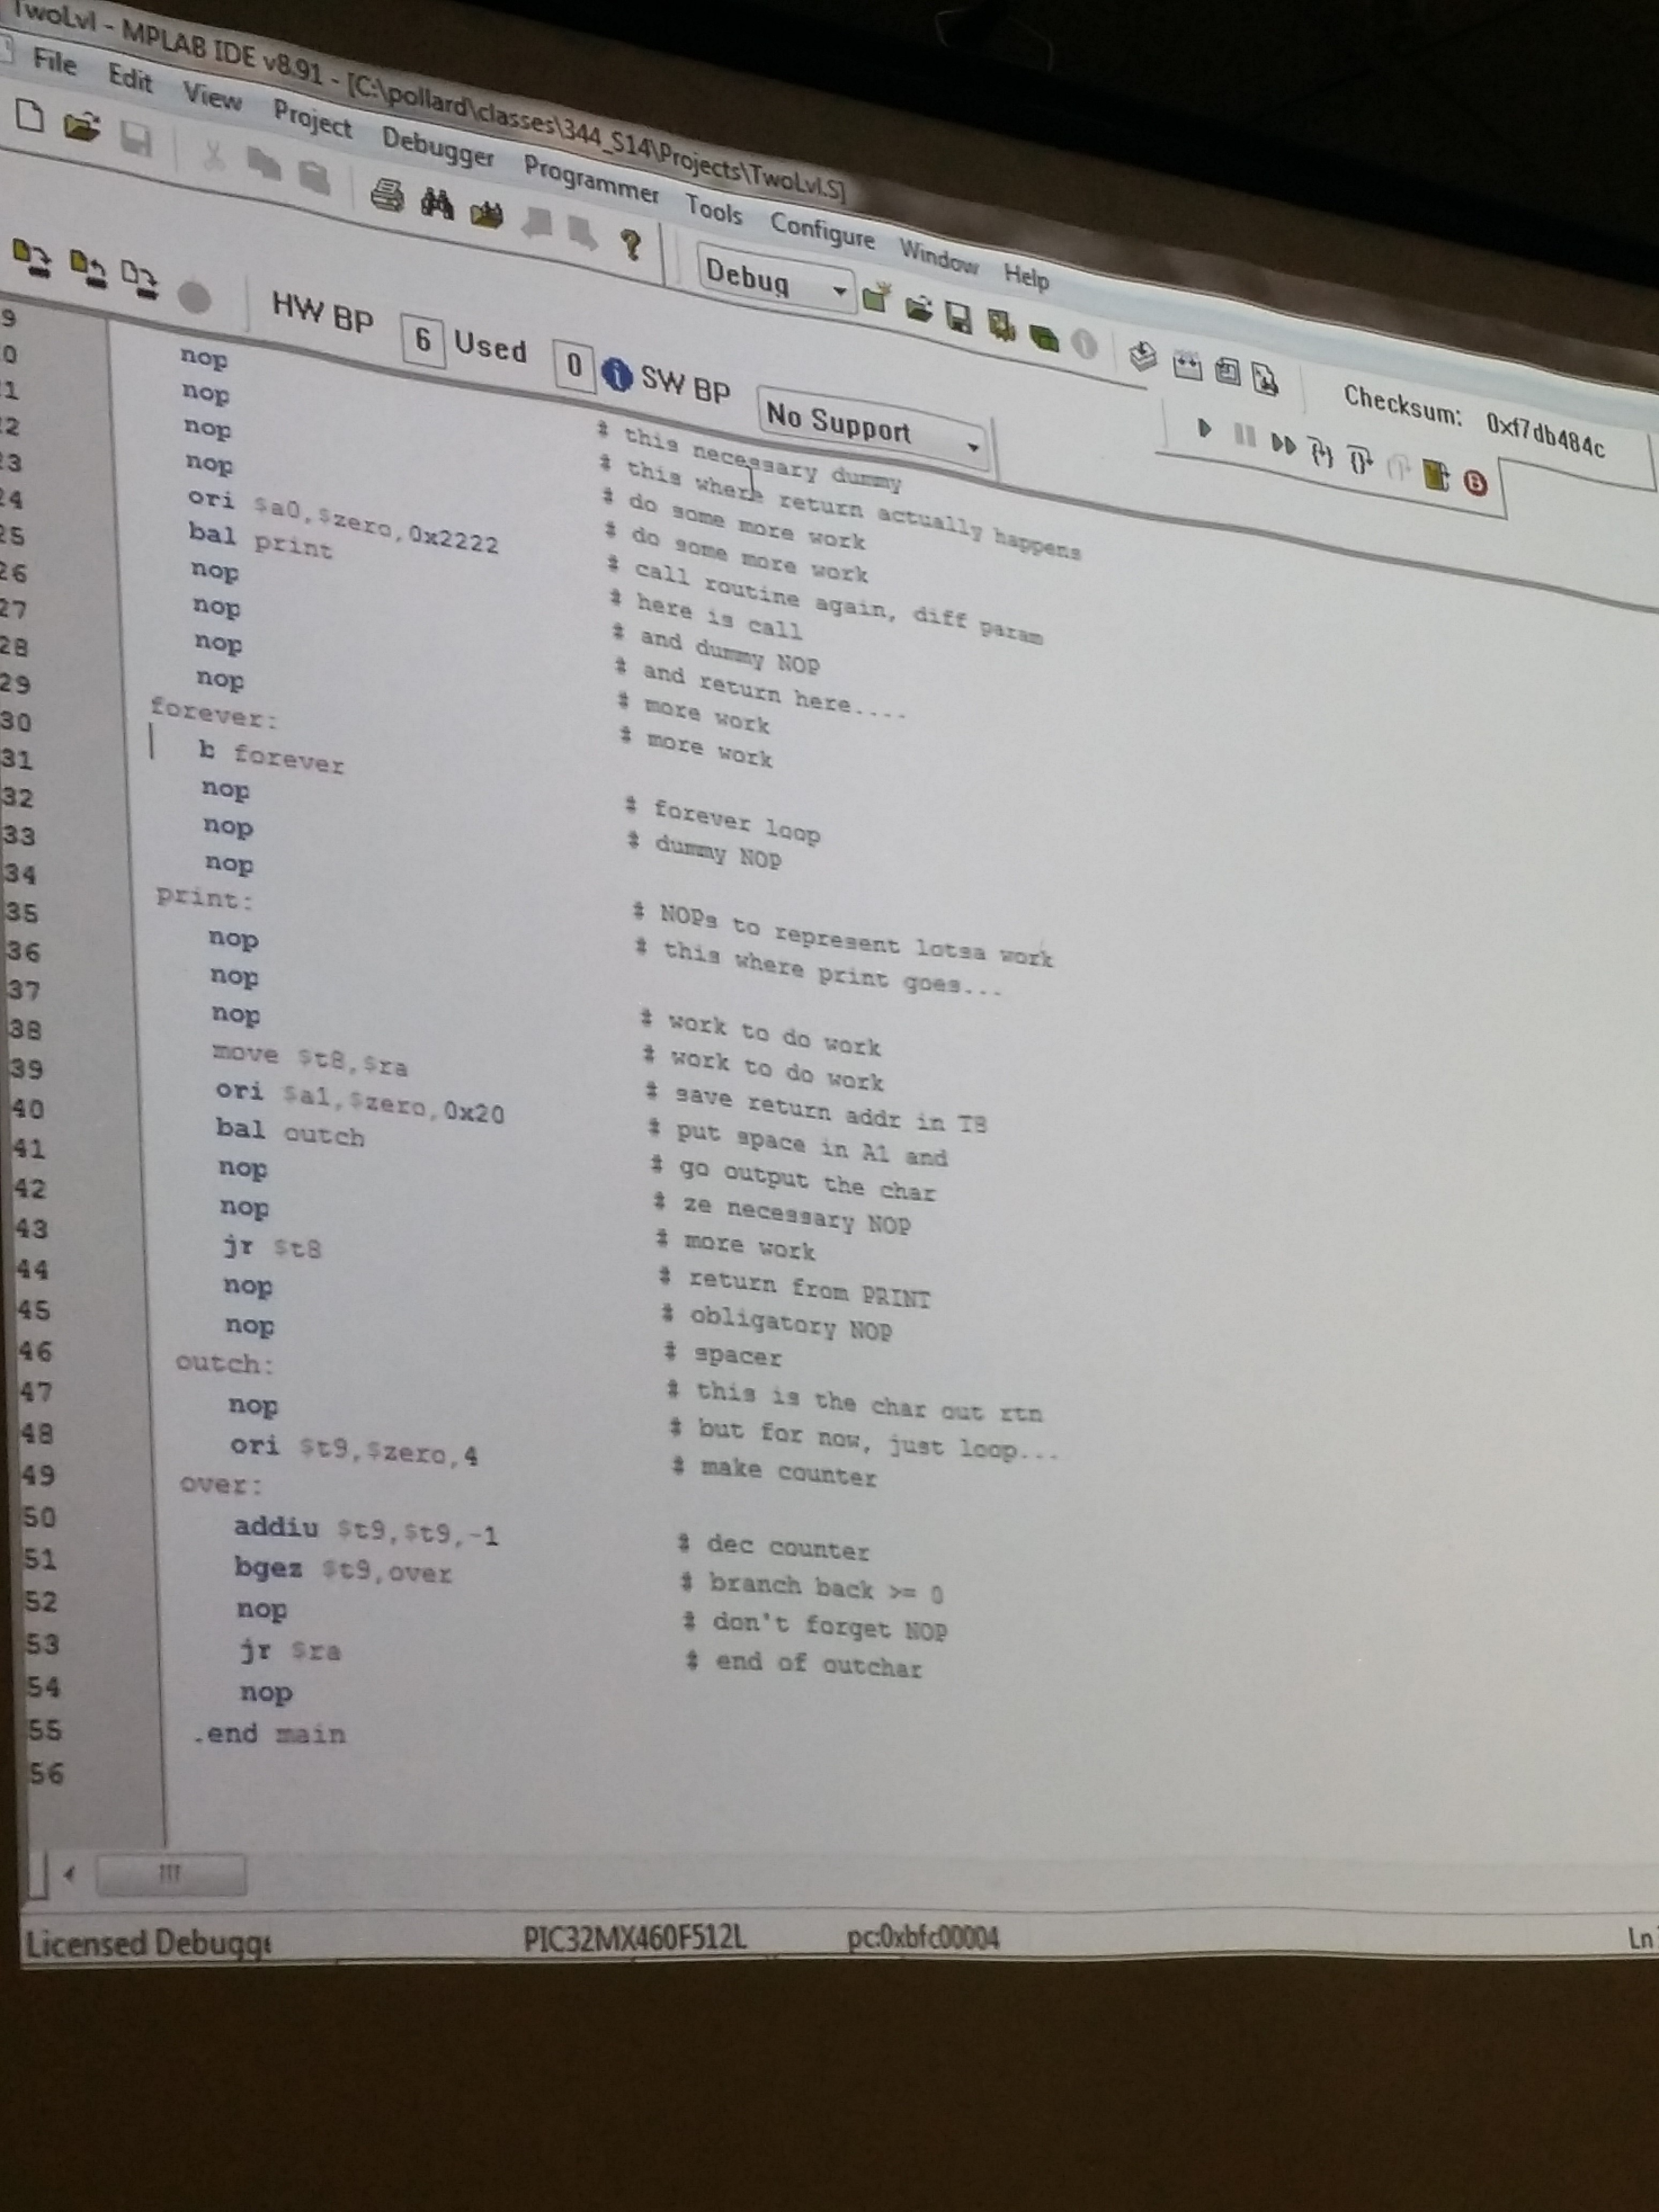 TwoLvl - MPLAB IDE v8.91 - [C:\pollard\classes\344_S14\Projects\TwoLvl.S]
File Edit View Project Debugger Programmer Tools Configure Window Help
Debug
Checksum: 0xf7db484c
HW BP 6 Used 0 SW BP No Support
9 nop # this necessary dummy
0 nop # this where return actually happens
1 nop # do some more work
2 nop # do some more work
23 ori $a0,$zero,0x2222 # call routine again, diff param
24 bal print # here is call
25 nop # and dummy NOP
26 nop # and return here....
27 nop # more work
28 nop # more work
29 forever:
30 b forever # forever loop
31 nop # dummy NOP
32 nop
33 nop # NOPs to represent lotsa work
34 print: # this where print goes...
35 nop
36 nop # work to do work
37 nop # work to do work
38 move $t8,$ra # save return addr in T8
39 ori $a1,$zero,0x20 # put space in A1 and
40 bal outch # go output the char
41 nop # ze necessary NOP
42 nop # more work
43 jr $t8 # return from PRINT
44 nop # obligatory NOP
45 nop # spacer
46 outch: # this is the char out rtn
47 nop # but for now, just loop...
48 ori $t9,$zero,4 # make counter
49 over:
50 addiu $t9,$t9,-1 # dec counter
51 bgez $t9,over # branch back >= 0
52 nop # don't forget NOP
53 jr $ra # end of outchar
54 nop
55 .end main
56
Licensed Debugge PIC32MX460F512L pc:0xbfc00004 Ln